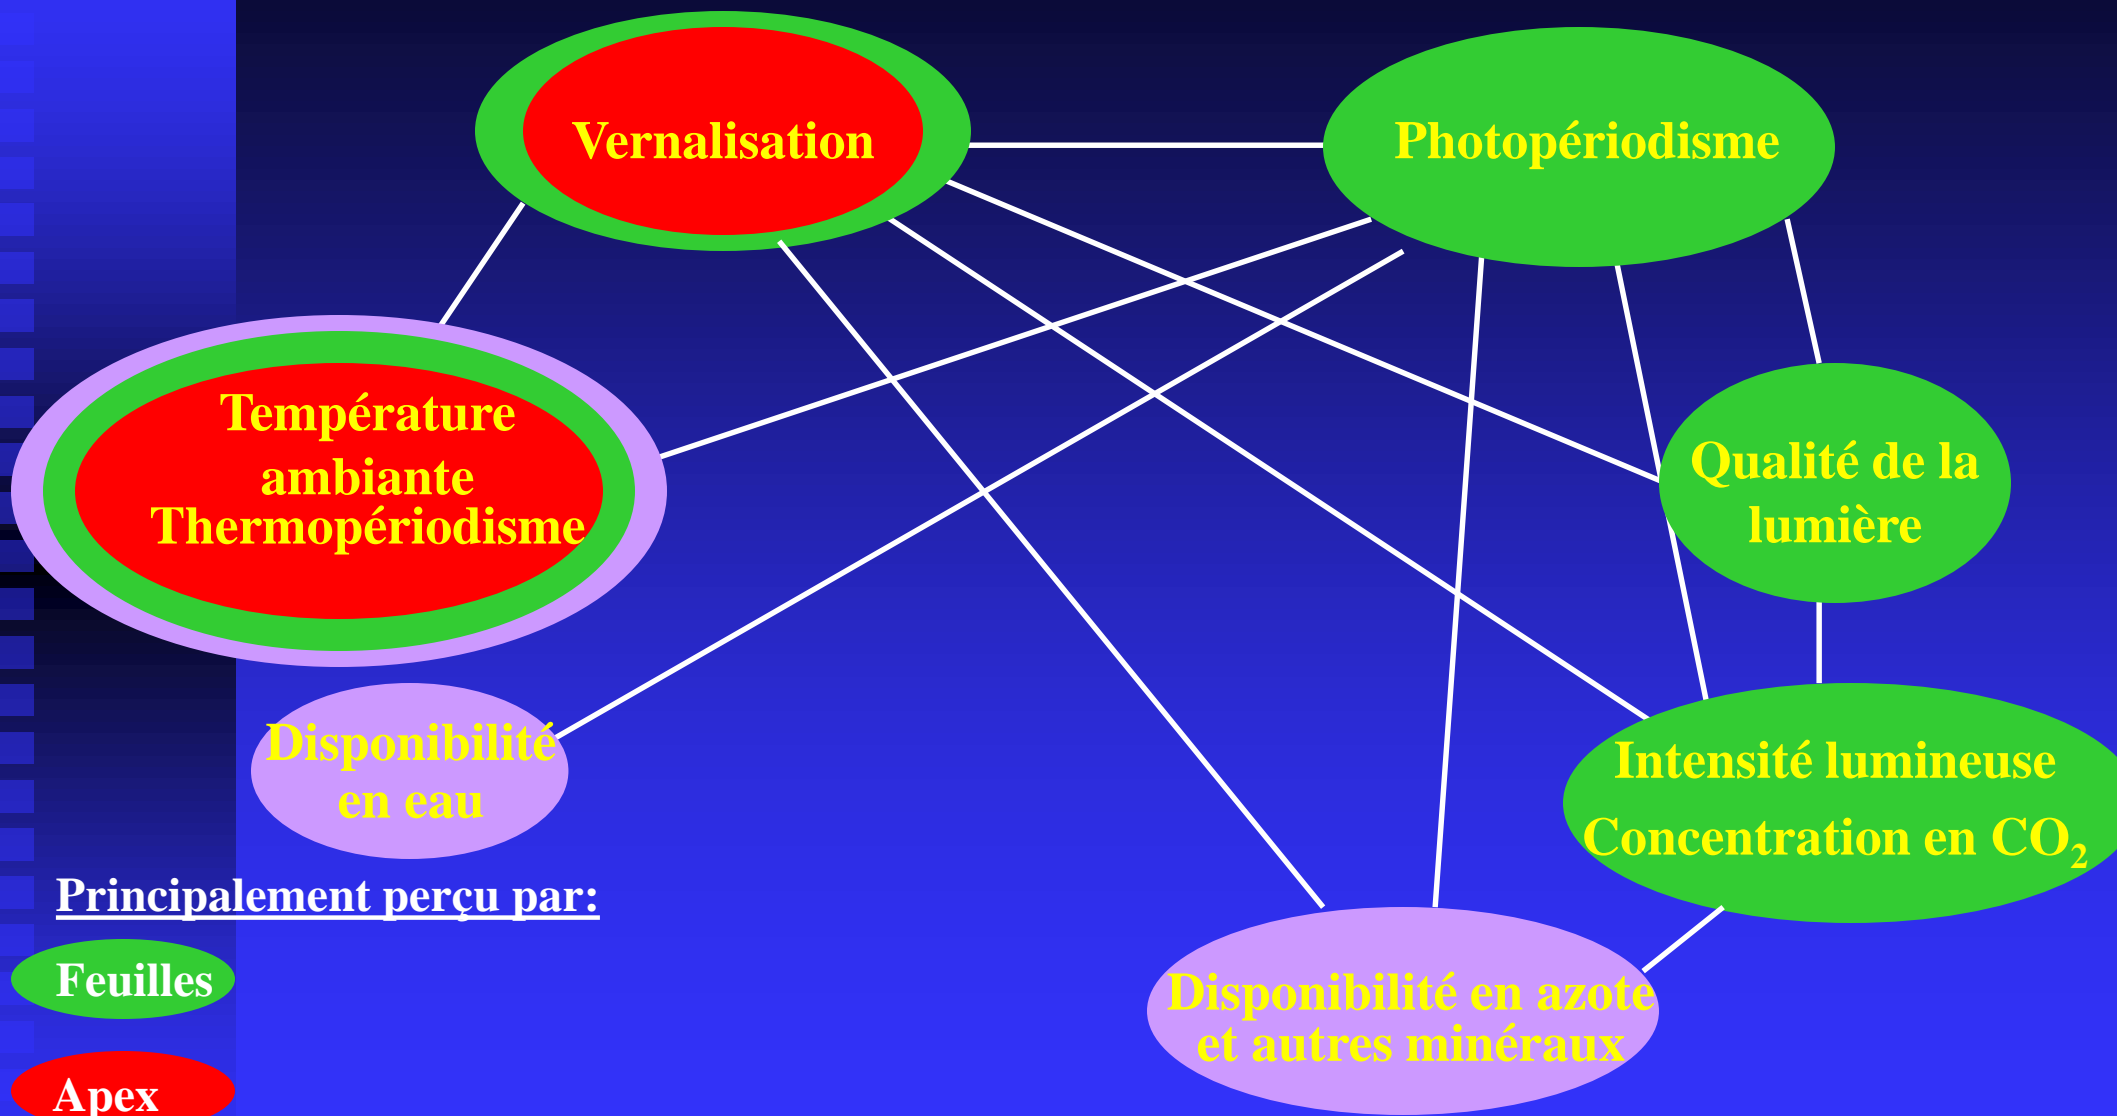 Vernalisation
Photopériodisme
Température
ambiante
Thermopériodisme
Qualité de la
lumière
Disponibilité
en eau
Intensité lumineuse
Concentration en CO₂
Principalement perçu par:
Feuilles
Disponibilité en azote
et autres minéraux
Apex